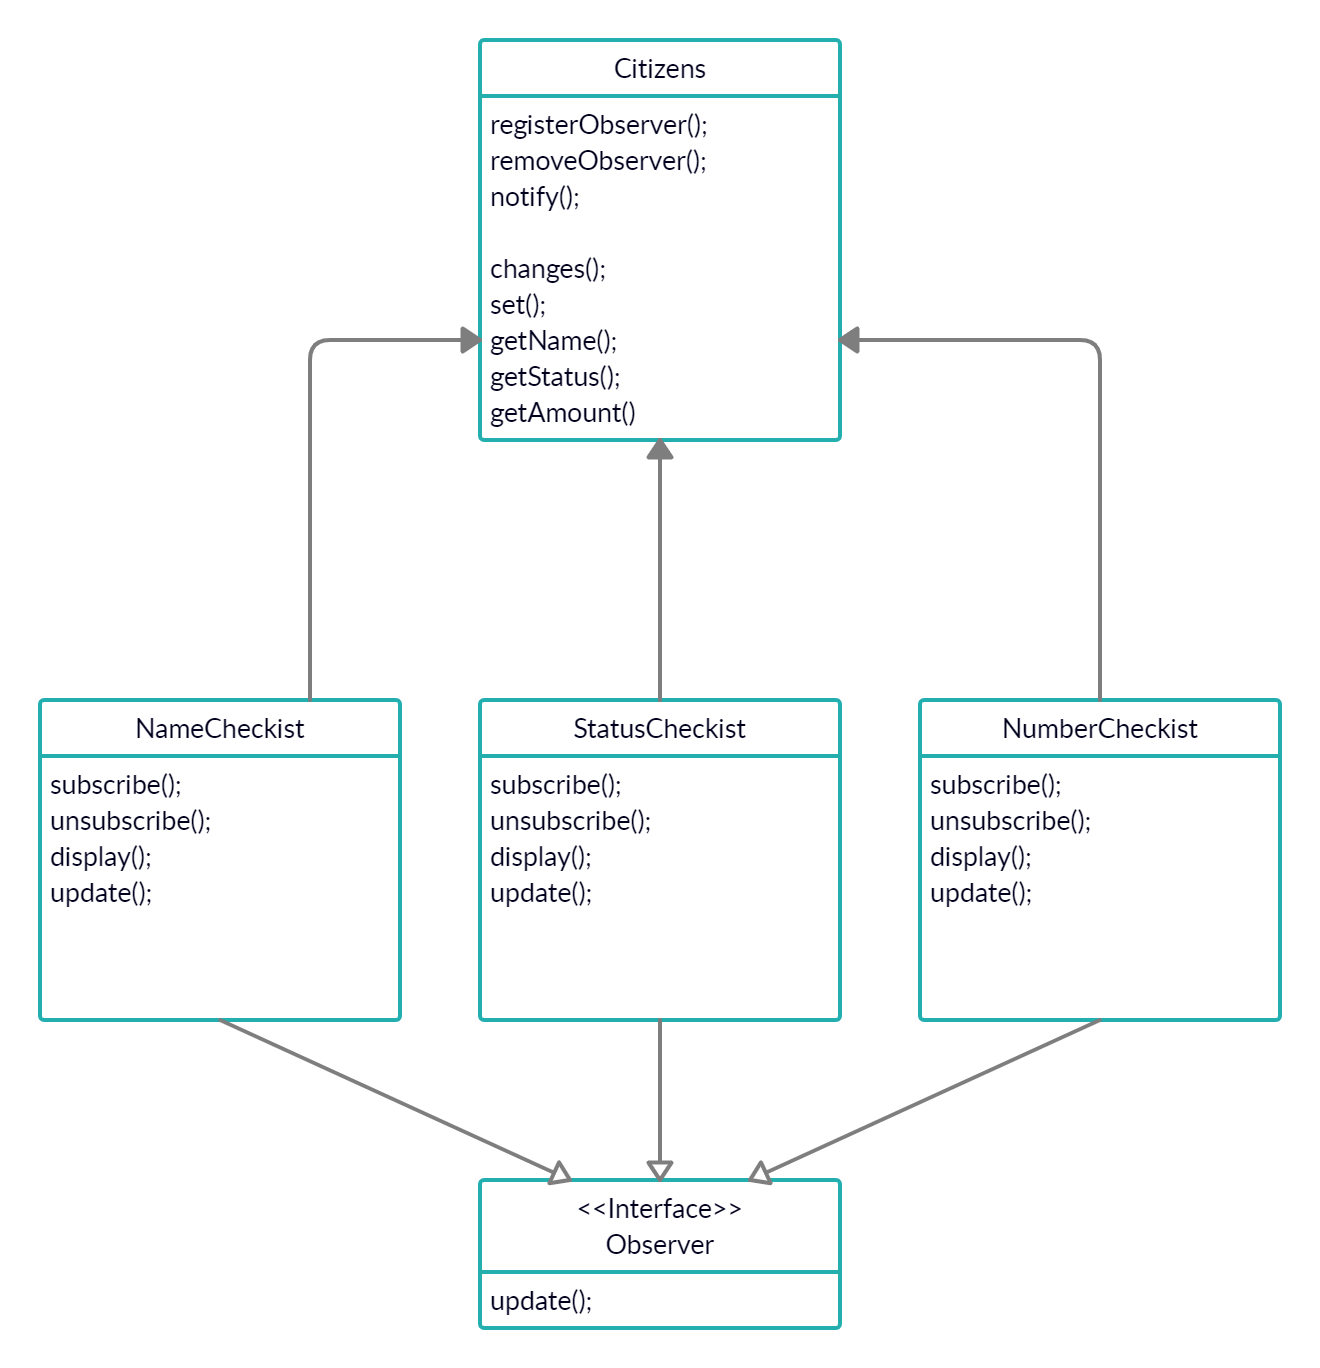 Citizens
registerObserver();
removeObserver();
notify();
changes();
set();
getName();
getStatus();
getAmount()
NameCheckist
subscribe();
unsubscribe();
display();
update();
StatusCheckist
subscribe();
unsubscribe();
display();
update();
NumberCheckist
subscribe();
unsubscribe();
display();
update();
<<Interface>>
Observer
update();